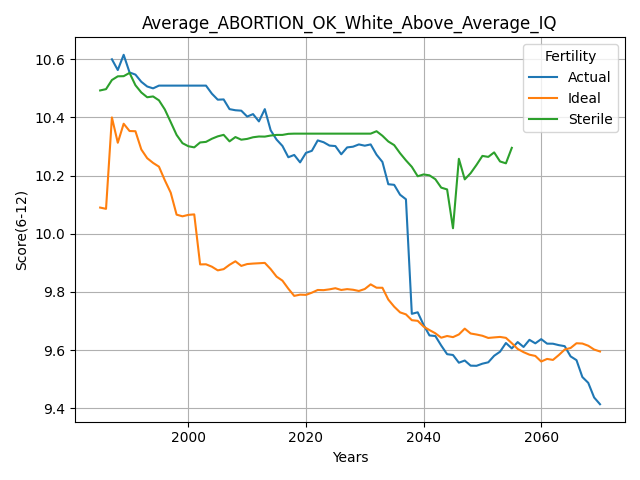 Average_ABORTION_OK_White_Above_Average_IQ
Fertility
Actual
Ideal
Sterile
Score(6-12)
10.6
10.4
10.2
10.0
9.8
9.6
9.4
2000
2020
2040
2060
Years